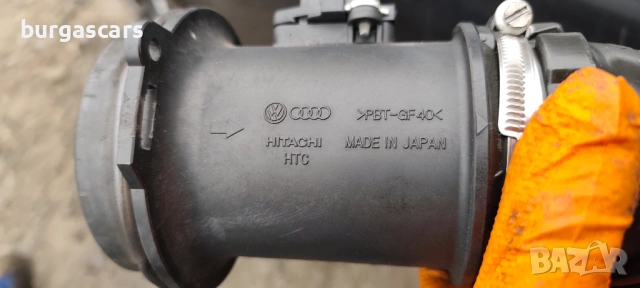 burgascars
>PBT-GF40<
HITACHI MADE IN JAPAN
HTC
BAZAR